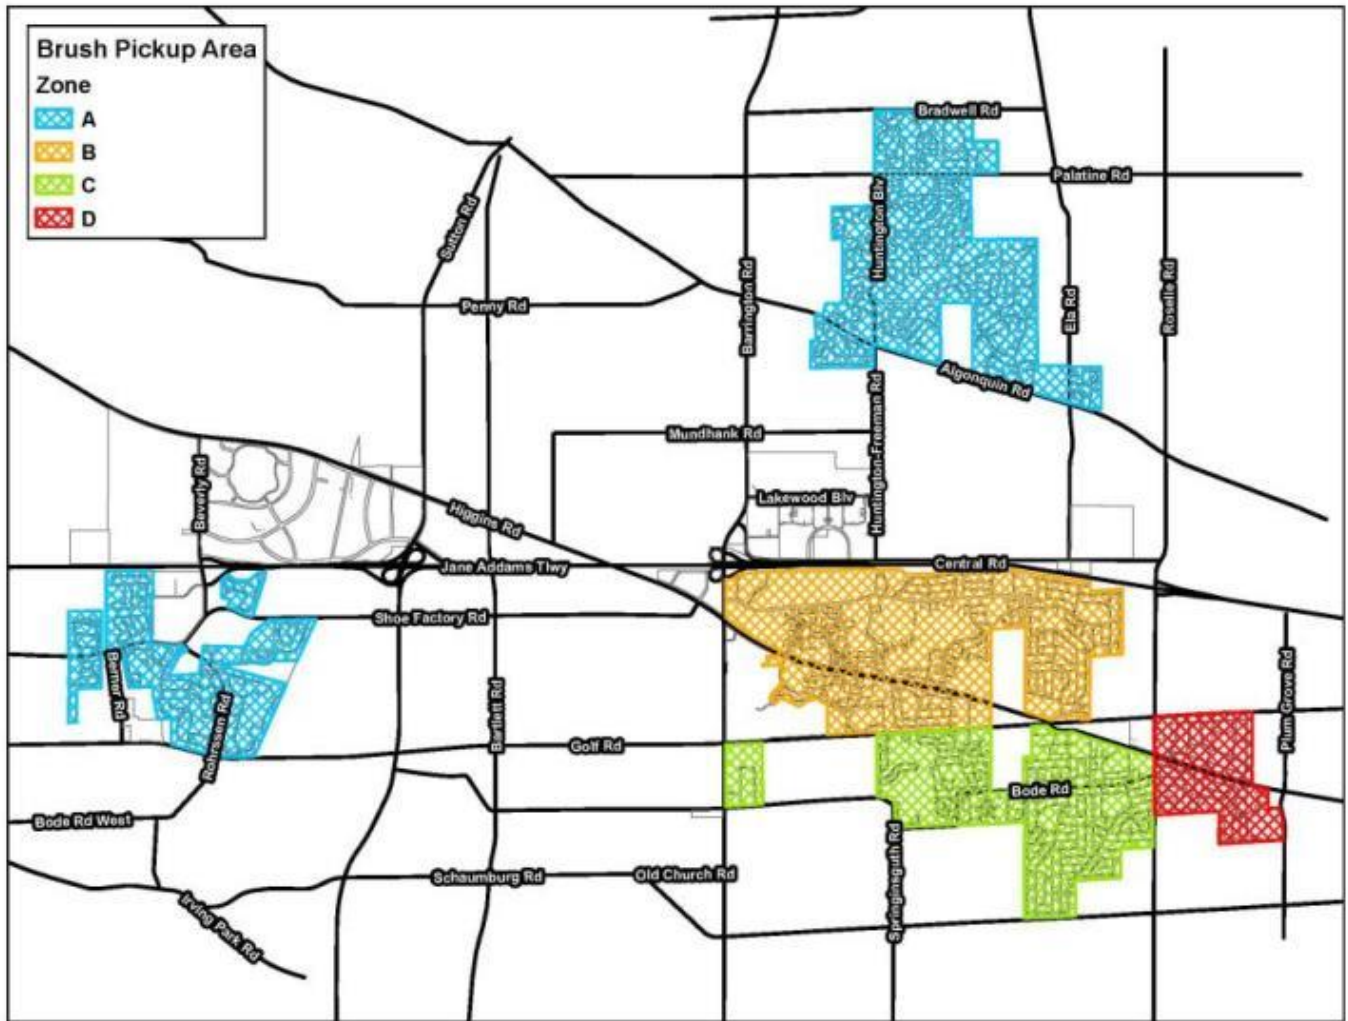 Brush Pickup Area
Zone
A
B
C
D
Bradwell Rd
Palatine Rd
Sutton Rd
Huntington Blv
Penny Rd
Barrington Rd
Ela Rd
Roselle Rd
Algonquin Rd
Mundhank Rd
Huntington-Freeman Rd
Beverly Rd
Lakewood Blv
Higgins Rd
Jane Addams Tlwy
Central Rd
Shoe Factory Rd
Berner Rd
Rohrssen Rd
Bartlett Rd
Plum Grove Rd
Golf Rd
Bode Rd
Bode Rd West
Springinsguth Rd
Schaumburg Rd
Old Church Rd
Irving Park Rd